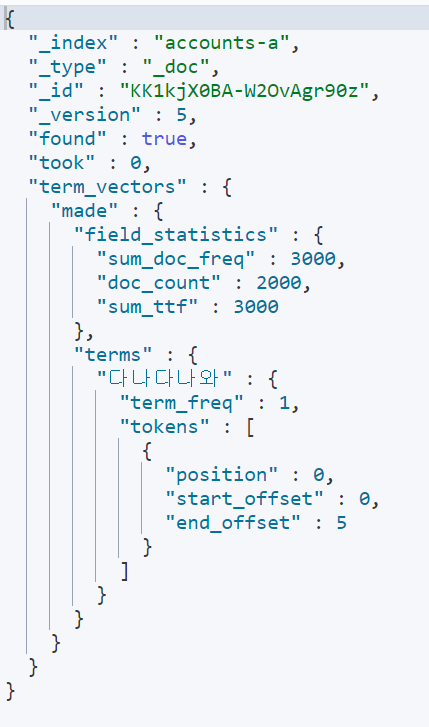 {
"_index" : "accounts-a",
"_type" : "_doc",
"_id" : "KK1kjX0BA-W2OvAgr90z",
"_version" : 5,
"found" : true,
"took" : 0,
"term_vectors" : {
"made" : {
"field_statistics" : {
"sum_doc_freq" : 3000,
"doc_count" : 2000,
"sum_ttf" : 3000
},
"terms" : {
"다나다나와" : {
"term_freq" : 1,
"tokens" : [
{
"position" : 0,
"start_offset" : 0,
"end_offset" : 5
}
]
}
}
}
}
}